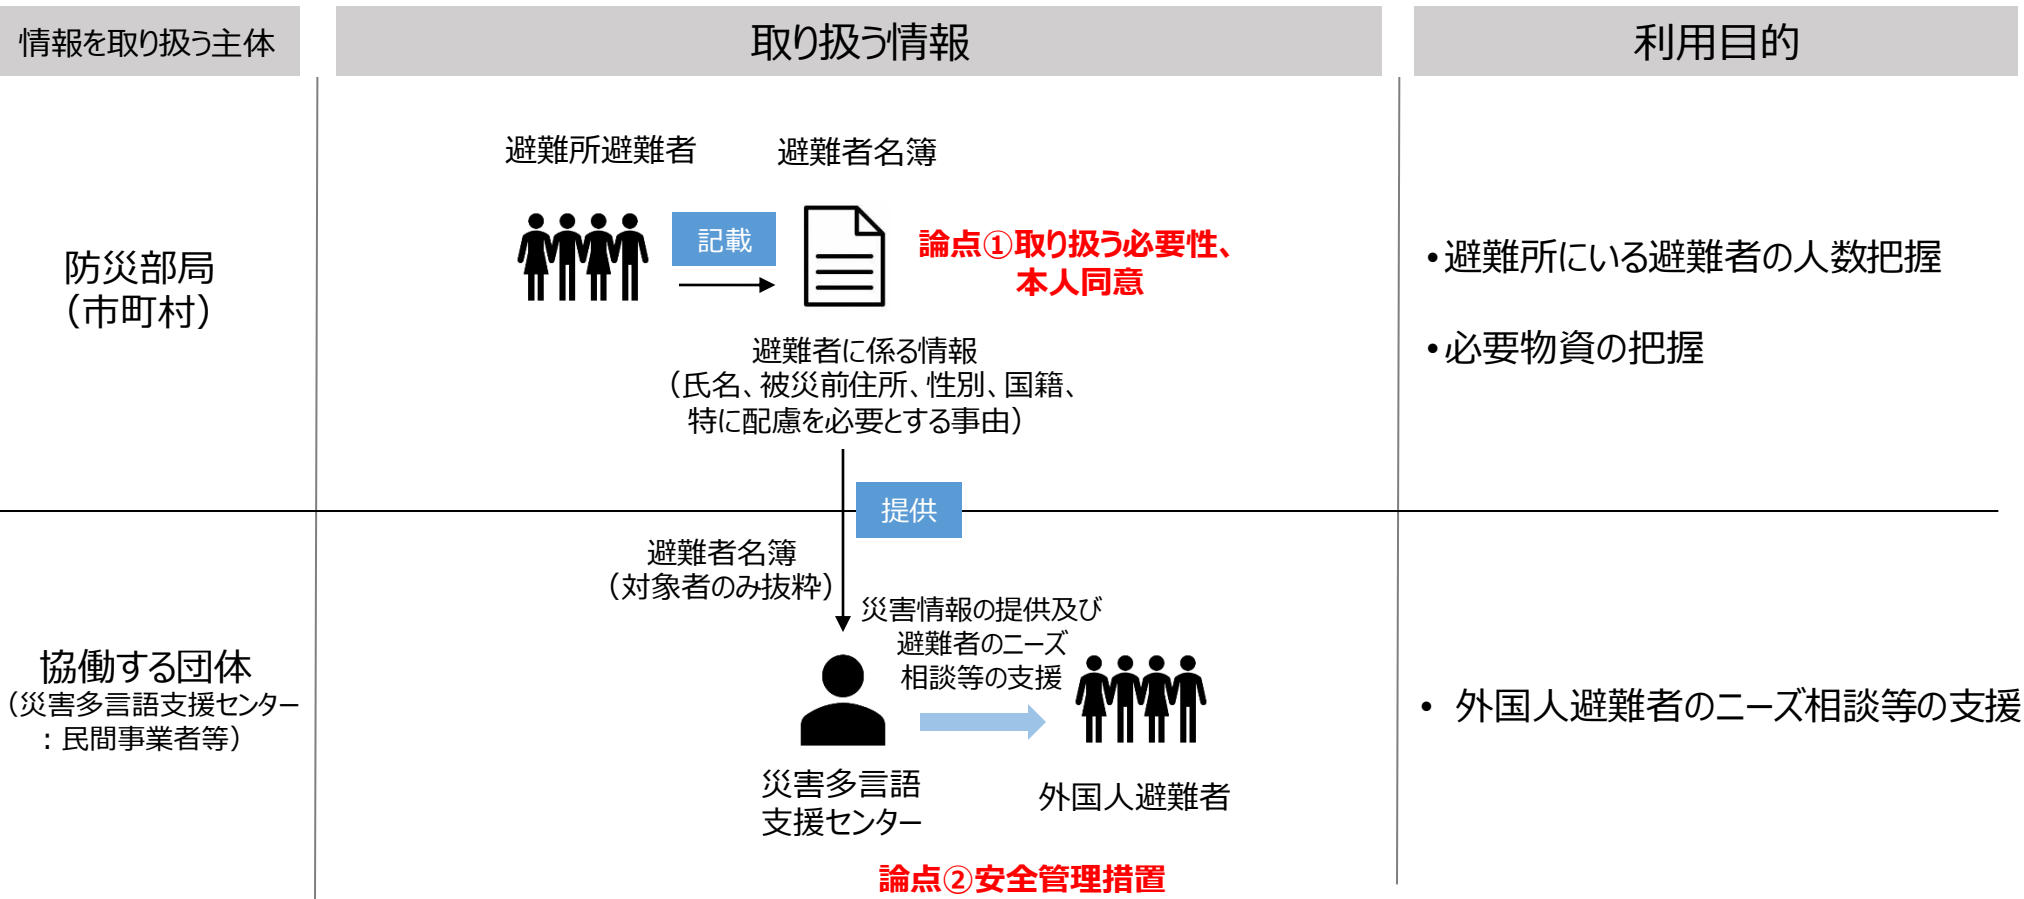 情報を取り扱う主体
取り扱う情報
利用目的
防災部局
（市町村）
避難所避難者
避難者名簿
記載
論点①取り扱う必要性、
本人同意
避難者に係る情報
（氏名、被災前住所、性別、国籍、
特に配慮を必要とする事由）
•避難所にいる避難者の人数把握
•必要物資の把握
提供
協働する団体
（災害多言語支援センター
：民間事業者等）
避難者名簿
（対象者のみ抜粋）
災害情報の提供及び
避難者のニーズ
相談等の支援
災害多言語
支援センター
外国人避難者
論点②安全管理措置
• 外国人避難者のニーズ相談等の支援